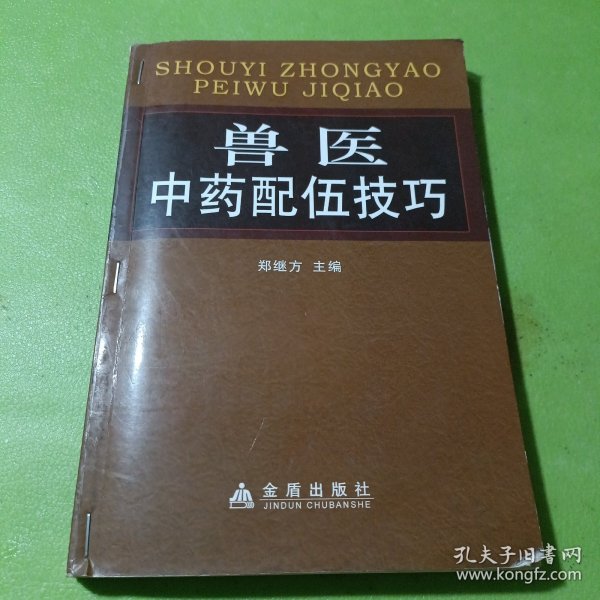 SHOUYI ZHONGYAO
PEIWU JIQIAO
兽医
中药配伍技巧
郑继方 主编
金盾出版社
JINDUN CHUBANSHE
孔夫子旧书网
www.kongfz.com